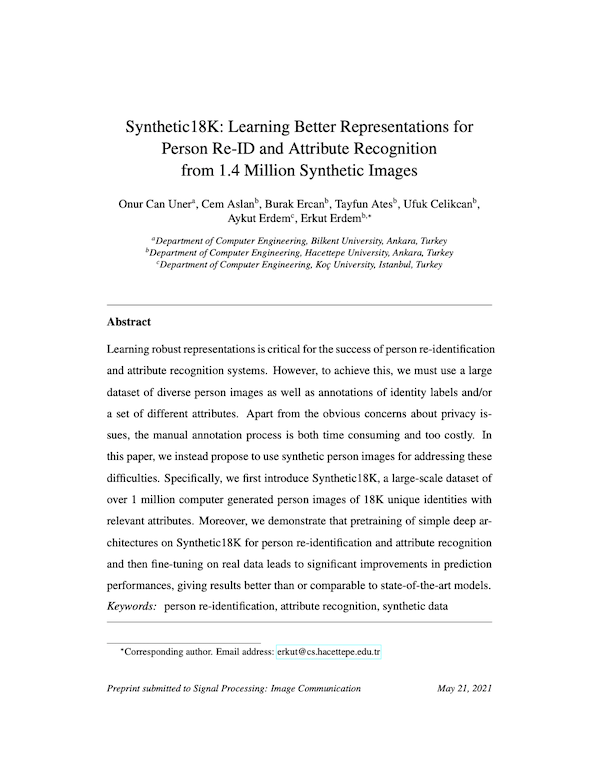 Synthetic18K: Learning Better Representations for
Person Re-ID and Attribute Recognition
from 1.4 Million Synthetic Images
Onur Can Uner^a, Cem Aslan^b, Burak Ercan^b, Tayfun Ates^b, Ufuk Celikcan^b,
Aykut Erdem^c, Erkut Erdem^b,*
^aDepartment of Computer Engineering, Bilkent University, Ankara, Turkey
^bDepartment of Computer Engineering, Hacettepe University, Ankara, Turkey
^cDepartment of Computer Engineering, Koç University, Istanbul, Turkey
Abstract
Learning robust representations is critical for the success of person re-identification
and attribute recognition systems. However, to achieve this, we must use a large
dataset of diverse person images as well as annotations of identity labels and/or
a set of different attributes. Apart from the obvious concerns about privacy is-
sues, the manual annotation process is both time consuming and too costly. In
this paper, we instead propose to use synthetic person images for addressing these
difficulties. Specifically, we first introduce Synthetic18K, a large-scale dataset of
over 1 million computer generated person images of 18K unique identities with
relevant attributes. Moreover, we demonstrate that pretraining of simple deep ar-
chitectures on Synthetic18K for person re-identification and attribute recognition
and then fine-tuning on real data leads to significant improvements in prediction
performances, giving results better than or comparable to state-of-the-art models.
Keywords: person re-identification, attribute recognition, synthetic data
*Corresponding author. Email address: erkut@cs.hacettepe.edu.tr
Preprint submitted to Signal Processing: Image Communication May 21, 2021